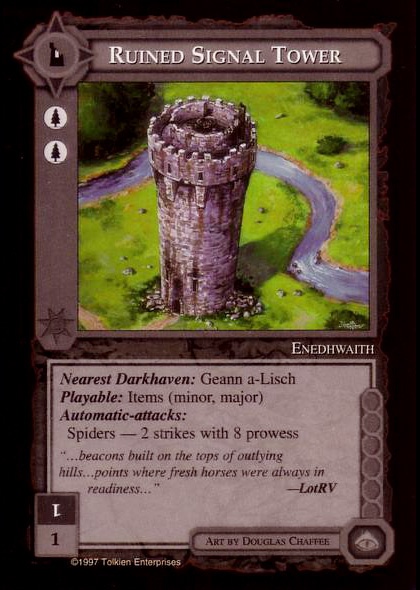 RUINED SIGNAL TOWER
ENEDHWAITH
Nearest Darkhaven: Geann a-Lisch
Playable: Items (minor, major)
Automatic-attacks:
Spiders — 2 strikes with 8 prowess
“...beacons built on the tops of outlying
hills...points where fresh horses were always in
readiness...” —LotRV
1
1
ART BY DOUGLAS CHAFFEE
©1997 Tolkien Enterprises